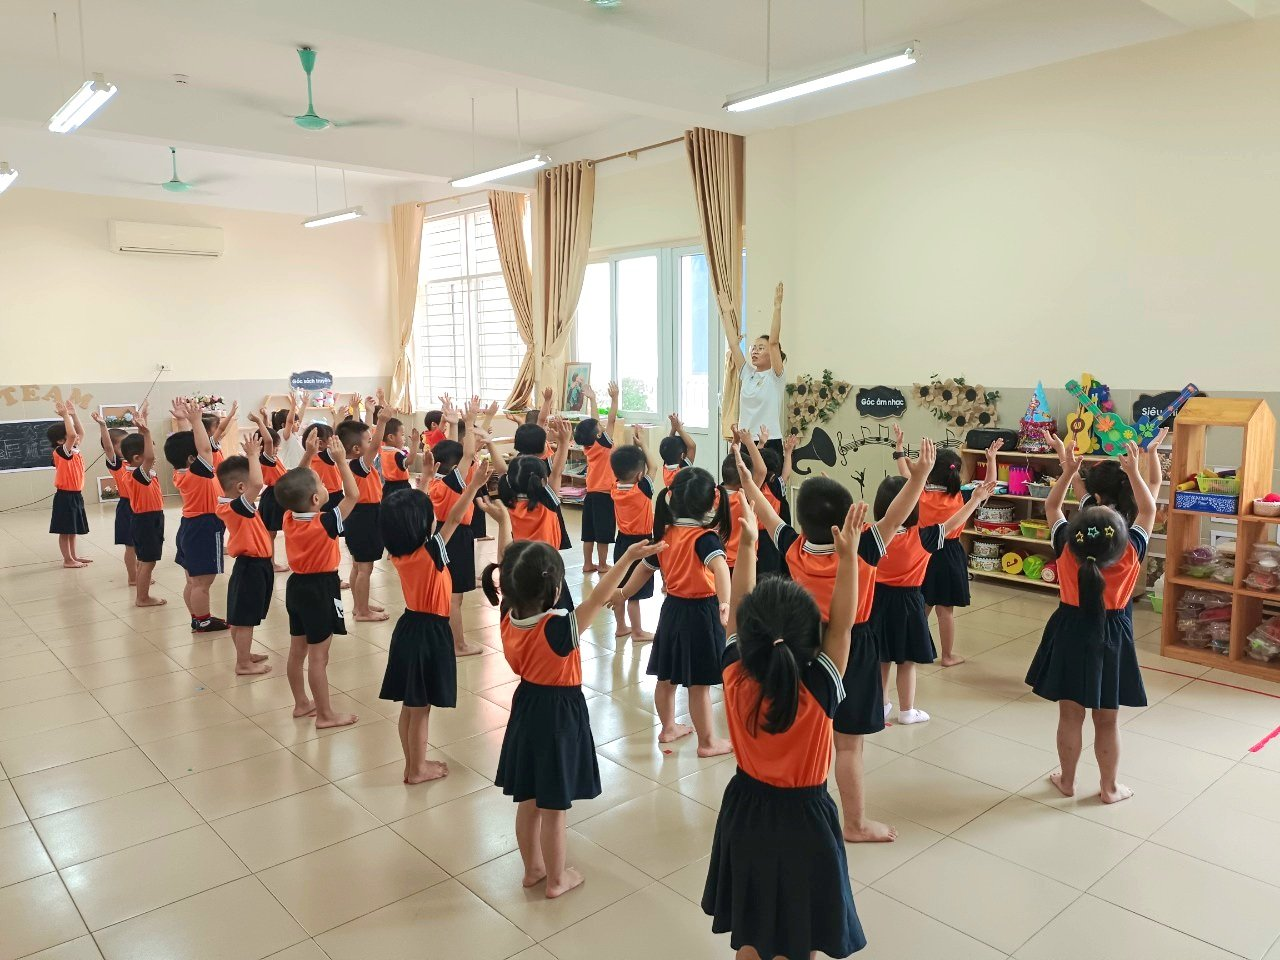 TEAM
Góc sách truyện
Góc âm nhạc
Siêu